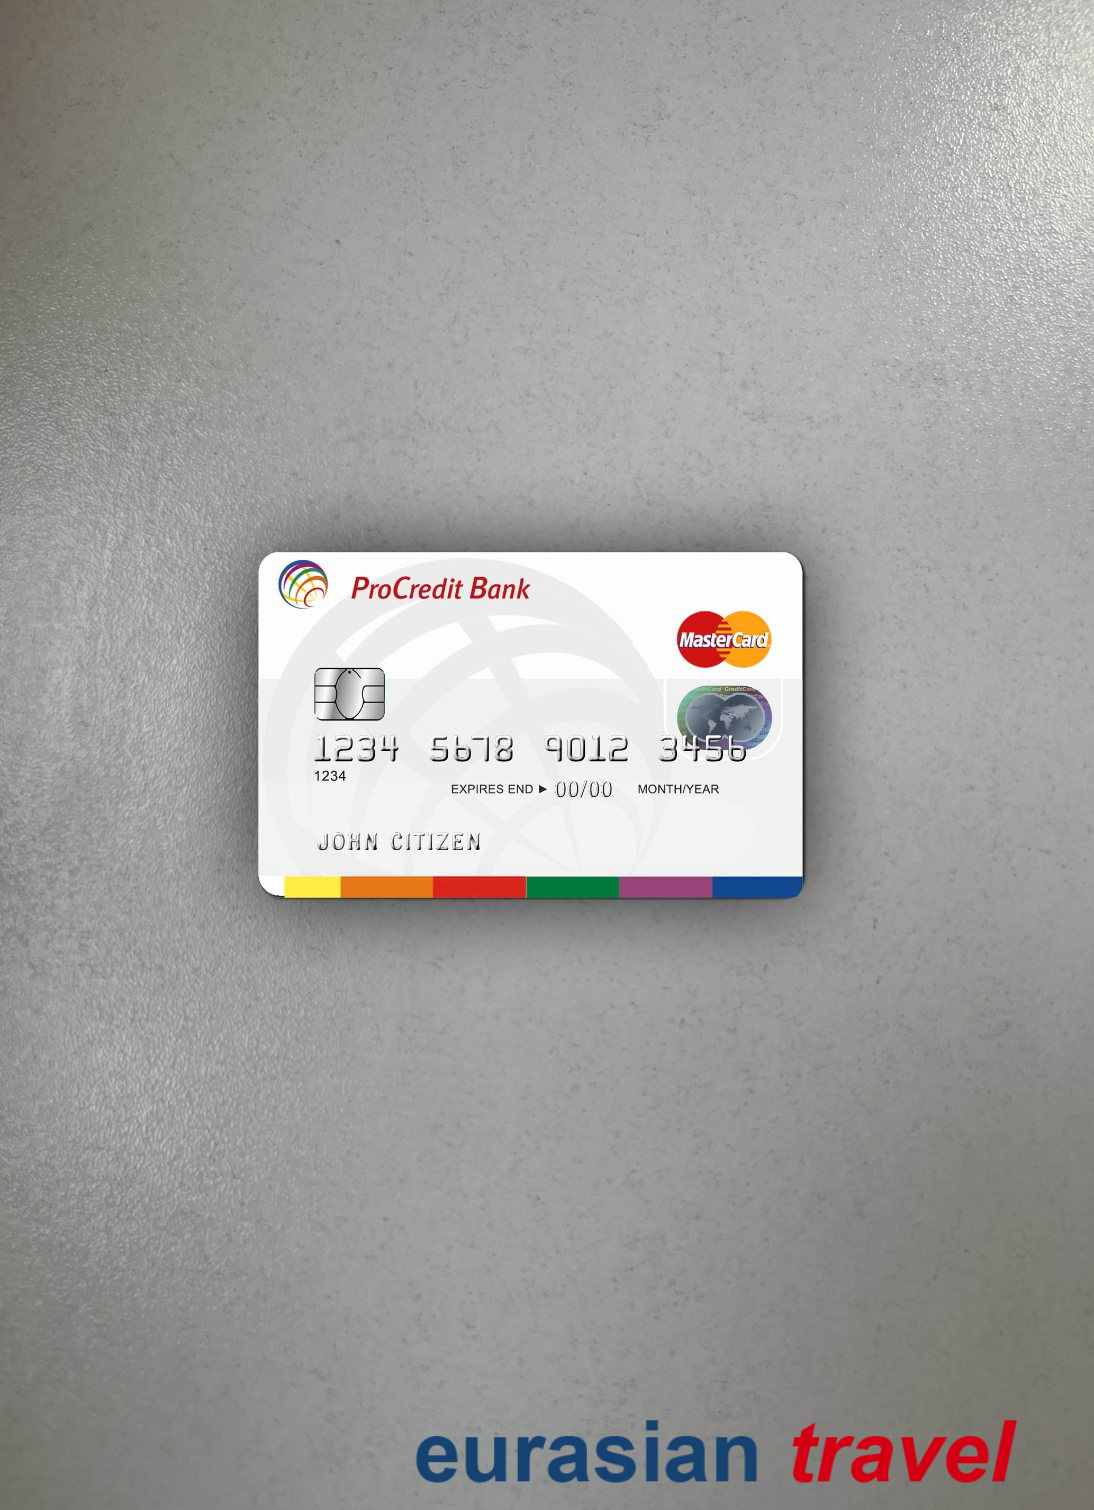 ProCredit Bank
MasterCard
1234 5678 9012 3456
1234
EXPIRES END ▶ 00/00 MONTH/YEAR
JOHN CITIZEN
eurasian travel